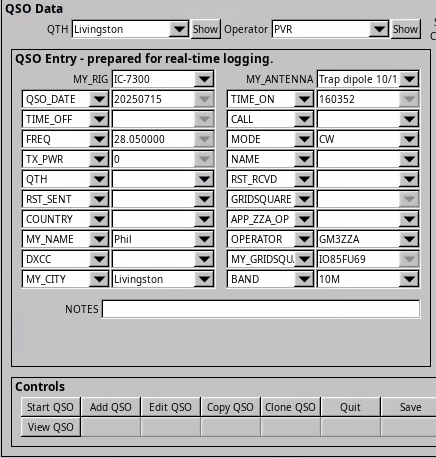 QSO Data
QTH Livingston Show Operator PVR Show
QSO Entry - prepared for real-time logging.
MY_RIG IC-7300 MY_ANTENNA Trap dipole 10/1
QSO_DATE 20250715 TIME_ON 160352
TIME_OFF CALL
FREQ 28.050000 MODE CW
TX_PWR 0 NAME
QTH RST_RCVD
RST_SENT GRIDSQUARE
COUNTRY APP_ZZA_OP
MY_NAME Phil OPERATOR GM3ZZA
DXCC MY_GRIDSQU IO85FU69
MY_CITY Livingston BAND 10M
NOTES
Controls
Start QSO Add QSO Edit QSO Copy QSO Clone QSO Quit Save
View QSO